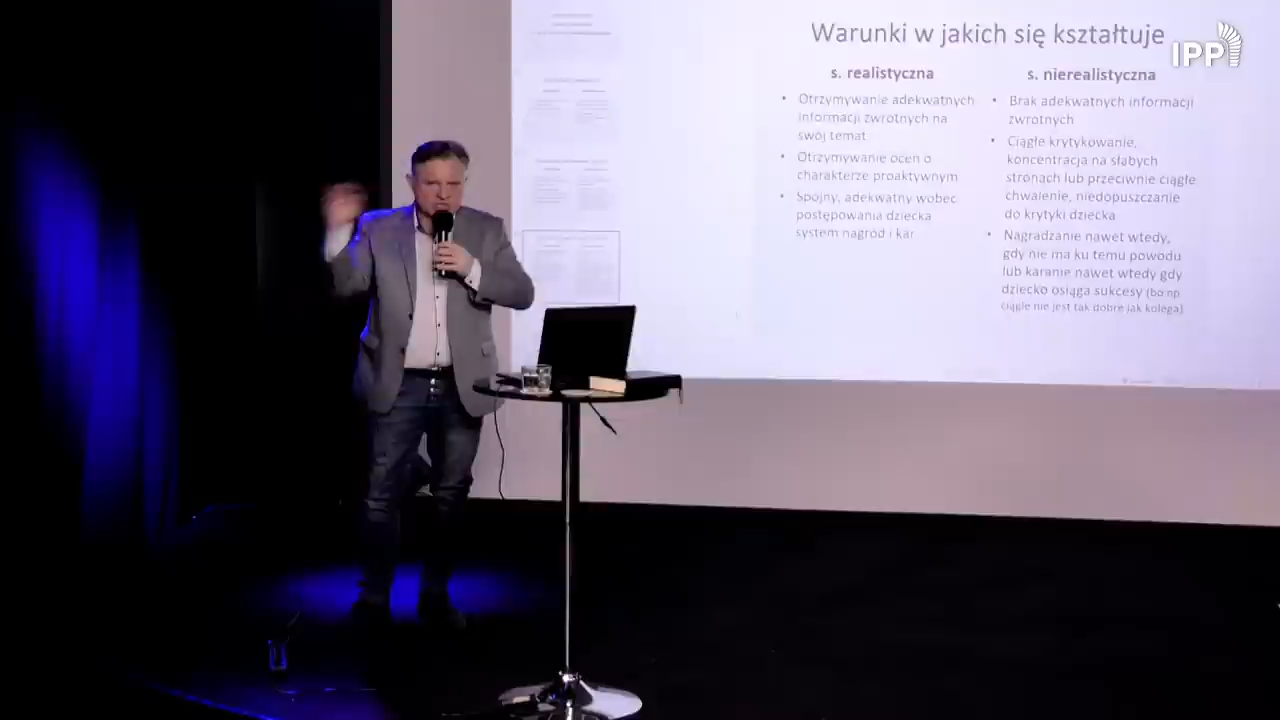 Warunki w jakich się kształtuje
IPPI
s. realistyczna
• Otrzymywanie adekwatnych
informacji zwrotnych na
swój temat
• Otrzymywanie ocen o
charakterze proaktywnym
• Spójny, adekwatny wobec
postępowania dziecka
system nagród i kar
s. nierealistyczna
• Brak adekwatnych informacji
zwrotnych
• Ciągłe krytykowanie,
koncentracja na słabych
stronach lub przeciwnie ciągłe
chwalenie, niedopuszczanie
do krytyki dziecka
• Nagradzanie nawet wtedy,
gdy nie ma ku temu powodu
lub karanie nawet wtedy gdy
dziecko osiąga sukcesy (bo np
ciągle nie jest tak dobre jak kolega)